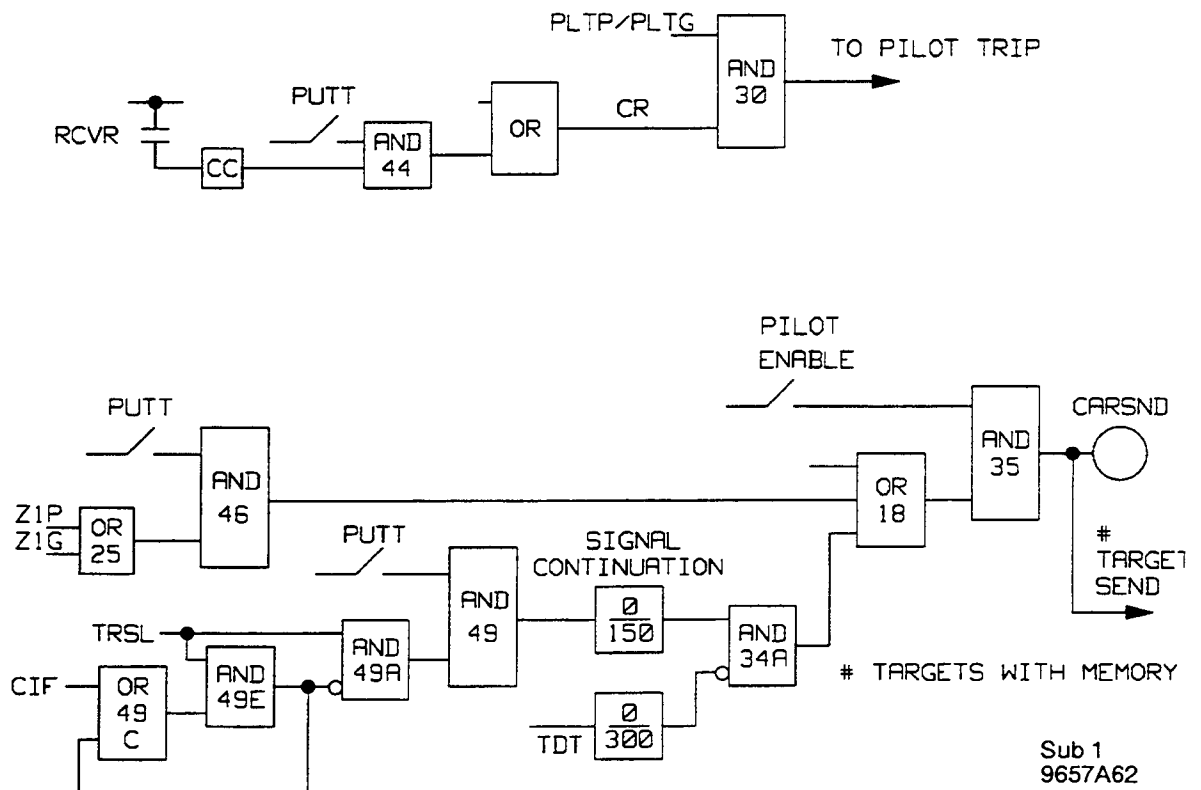 PLTP/PLTG
AND
30
TO PILOT TRIP
RCVR
CC
PUTT
AND
44
OR
CR
PILOT
ENABLE
PUTT
AND
46
Z1P
Z1G
OR
25
AND
35
CARSND
OR
18
#
TARGET
SEND
PUTT
AND
49
SIGNAL
CONTINUATION
0
150
AND
34A
TRSL
AND
49A
CIF
OR
49
C
AND
49E
TDT
0
300
# TARGETS WITH MEMORY
Sub 1
9657A62